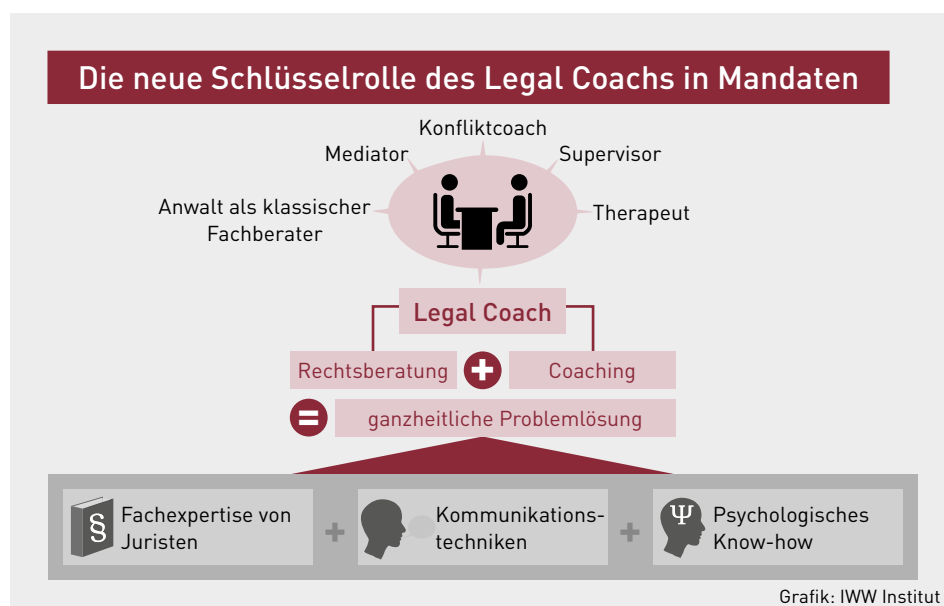 Die neue Schlüsselrolle des Legal Coachs in Mandaten
Konfliktcoach
Mediator
Supervisor
Anwalt als klassischer
Fachberater
Therapeut
Legal Coach
Rechtsberatung + Coaching
= ganzheitliche Problemlösung
§ Fachexpertise von
Juristen
+
Kommunikations-
techniken
+
Ψ Psychologisches
Know-how
Grafik: IWW Institut